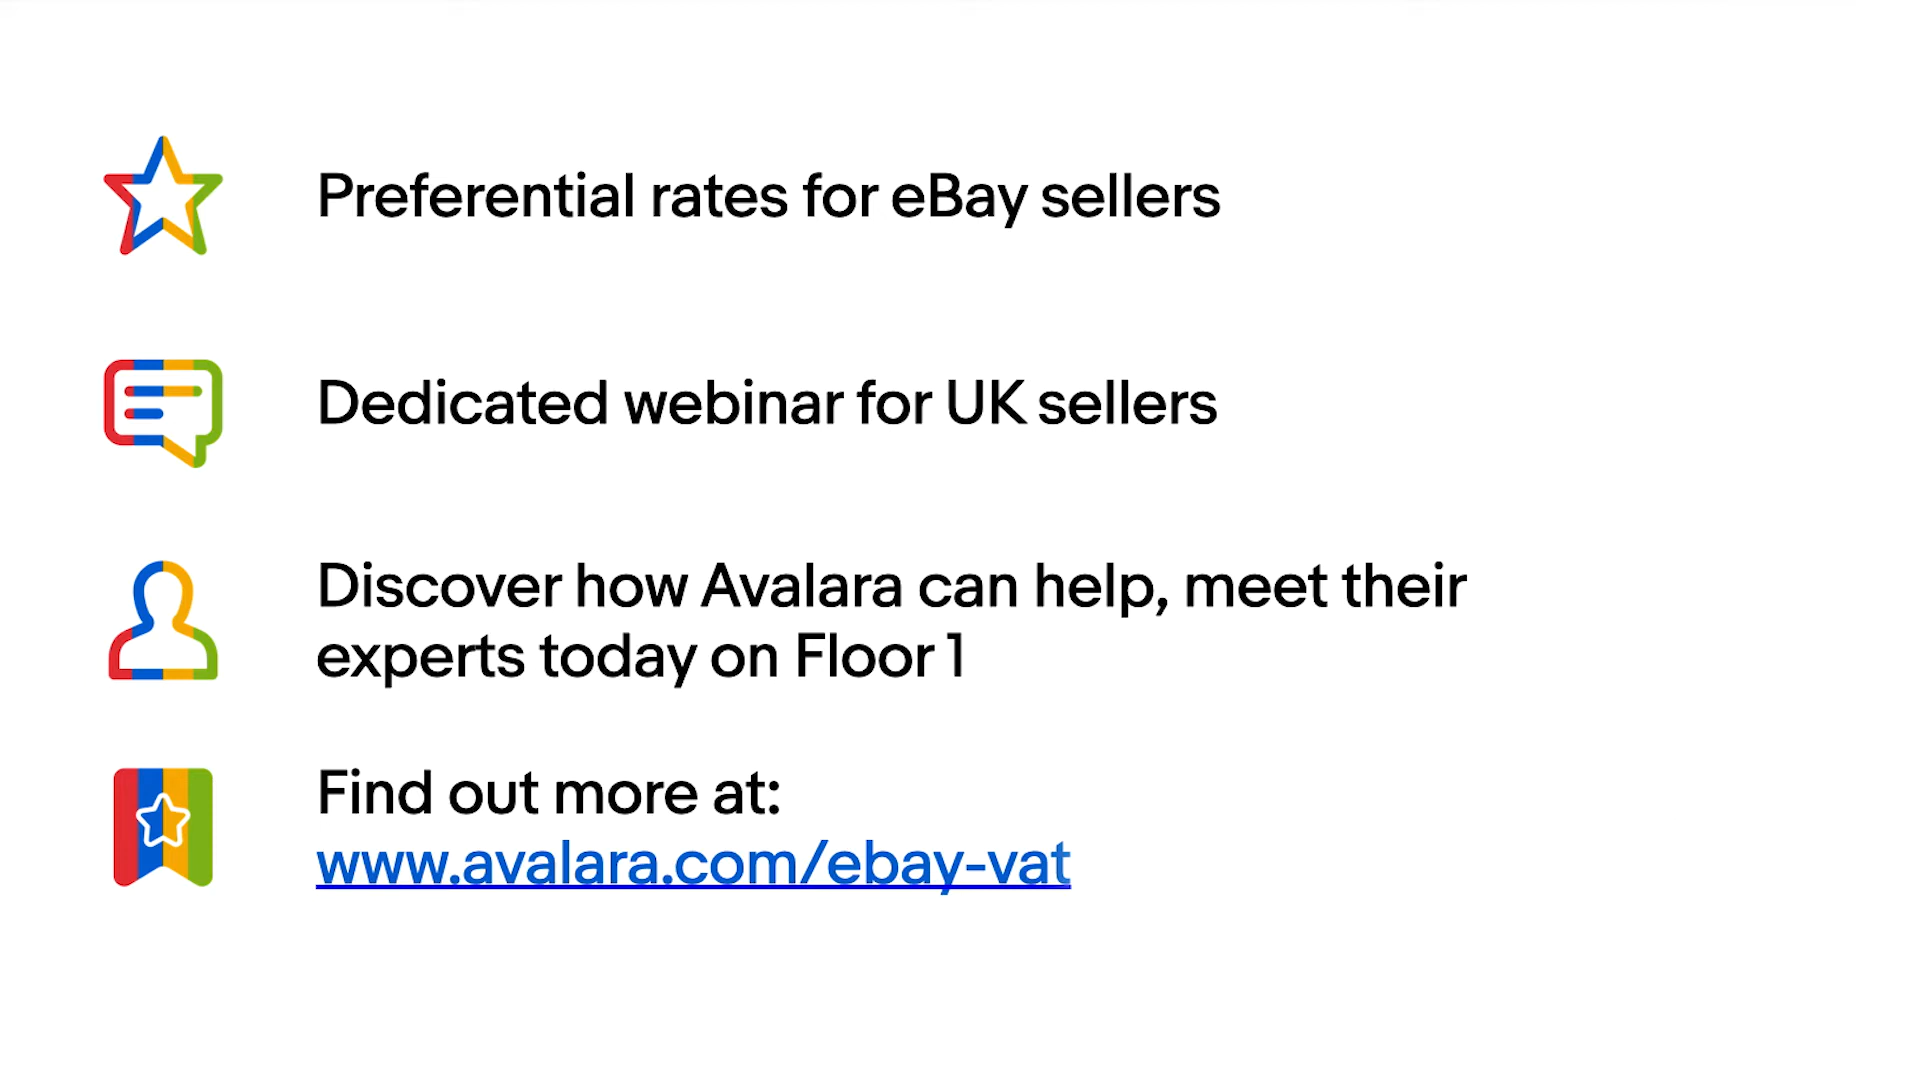 Preferential rates for eBay sellers
Dedicated webinar for UK sellers
Discover how Avalara can help, meet their
experts today on Floor 1
Find out more at:
www.avalara.com/ebay-vat